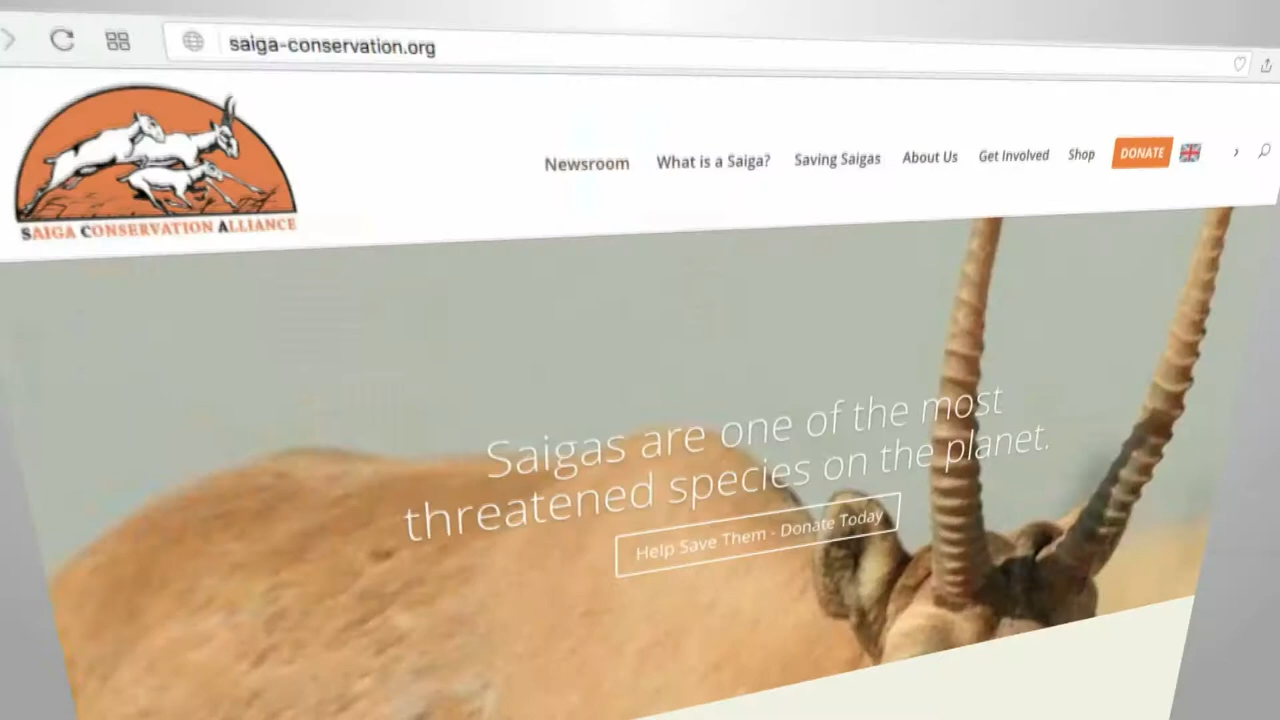 saiga-conservation.org
SAIGA CONSERVATION ALLIANCE
Newsroom What is a Saiga? Saving Saigas About Us Get Involved Shop DONATE
Saigas are one of the most
threatened species on the planet.
Help Save Them - Donate Today